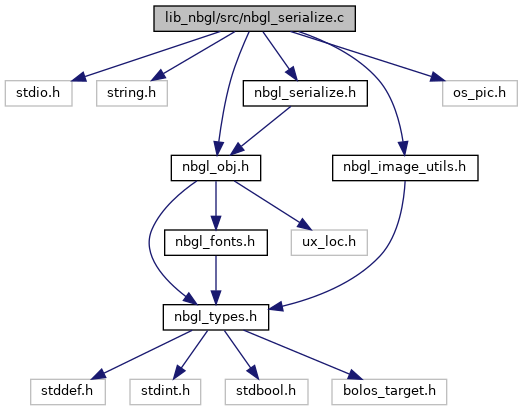 lib_nbgl/src/nbgl_serialize.c
stdio.h
string.h
nbgl_serialize.h
os_pic.h
nbgl_obj.h
nbgl_image_utils.h
nbgl_fonts.h
ux_loc.h
nbgl_types.h
stddef.h
stdint.h
stdbool.h
bolos_target.h